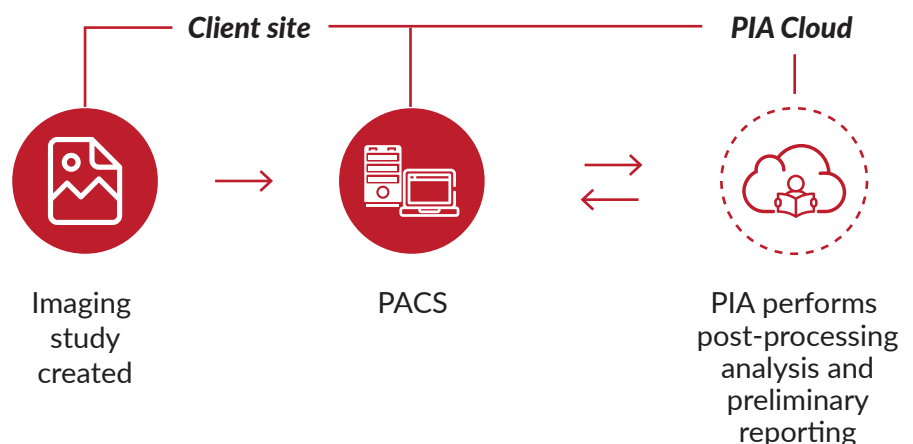 Client site
PIA Cloud
Imaging
study
created
PACS
PIA performs
post-processing
analysis and
preliminary
reporting